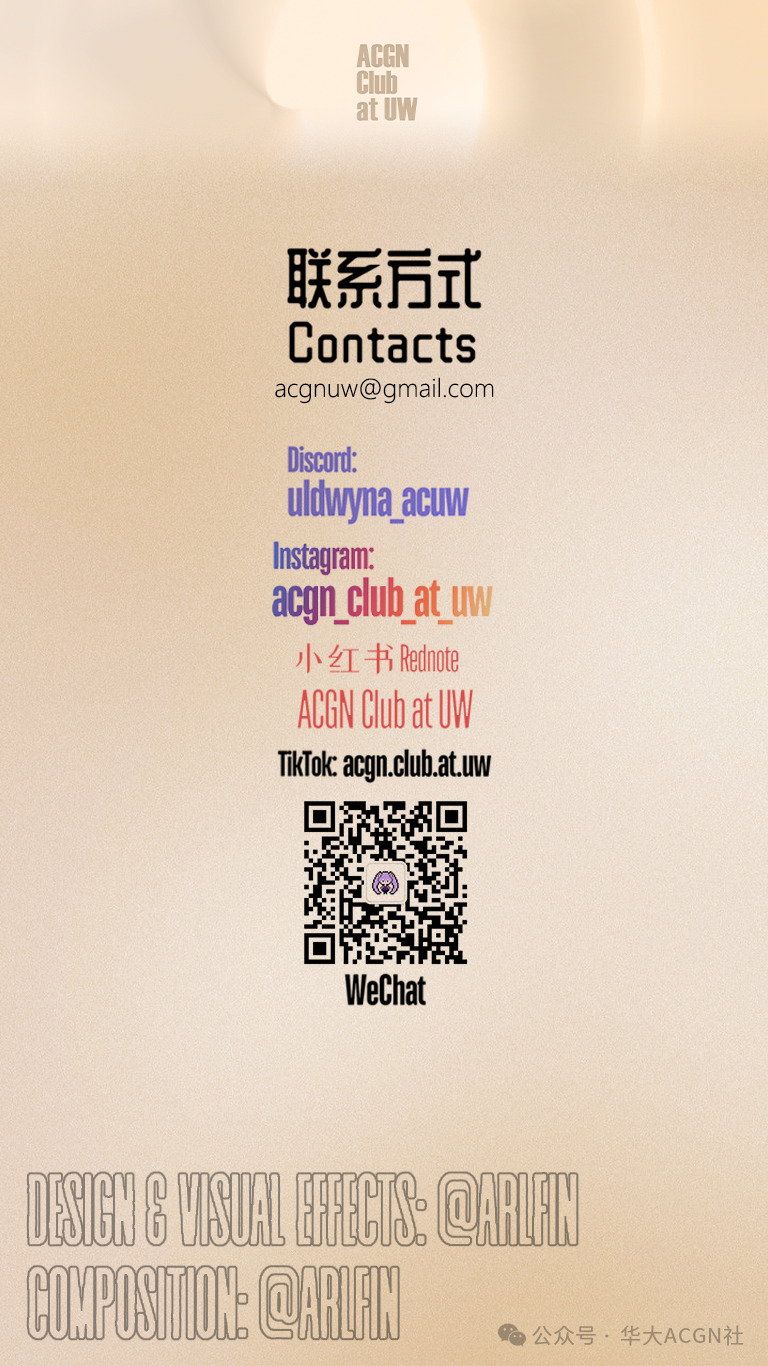 ACGN
Club
at UW
联系方式
Contacts
acgnuw@gmail.com
Discord:
uldwyna_acuw
Instagram:
acgn_club_at_uw
小红书 Rednote
ACGN Club at UW
TikTok: acgn.club.at.uw
WeChat
DESIGN & VISUAL EFFECTS: @ARLFIN
COMPOSITION: @ARLFIN
公众号 · 华大ACGN社